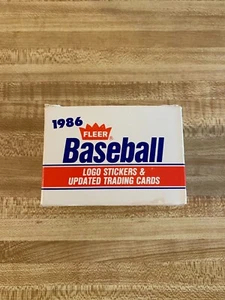 1986
FLEER
Baseball
LOGO STICKERS &
UPDATED TRADING CARDS